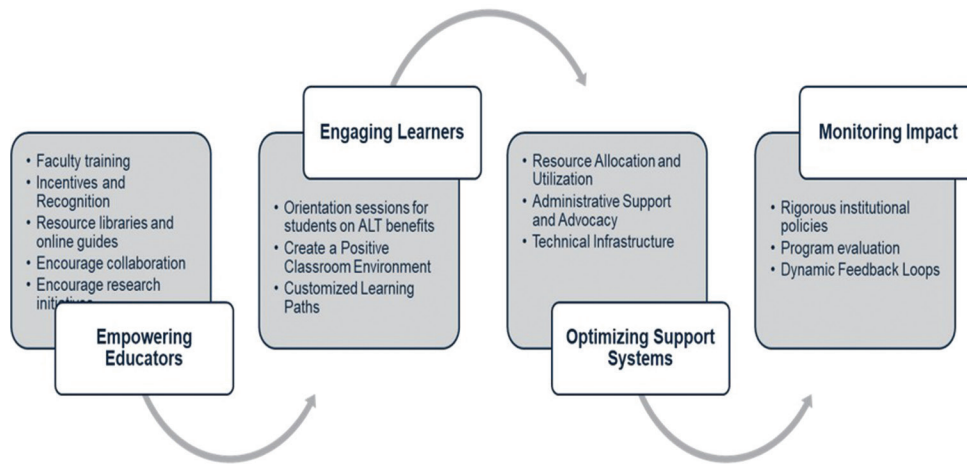 • Faculty training
• Incentives and
Recognition
• Resource libraries and
online guides
• Encourage collaboration
• Encourage research
initiatives
Empowering
Educators
Engaging Learners
• Orientation sessions for
students on ALT benefits
• Create a Positive
Classroom Environment
• Customized Learning
Paths
• Resource Allocation and
Utilization
• Administrative Support
and Advocacy
• Technical Infrastructure
Optimizing Support
Systems
Monitoring Impact
• Rigorous institutional
policies
• Program evaluation
• Dynamic Feedback Loops